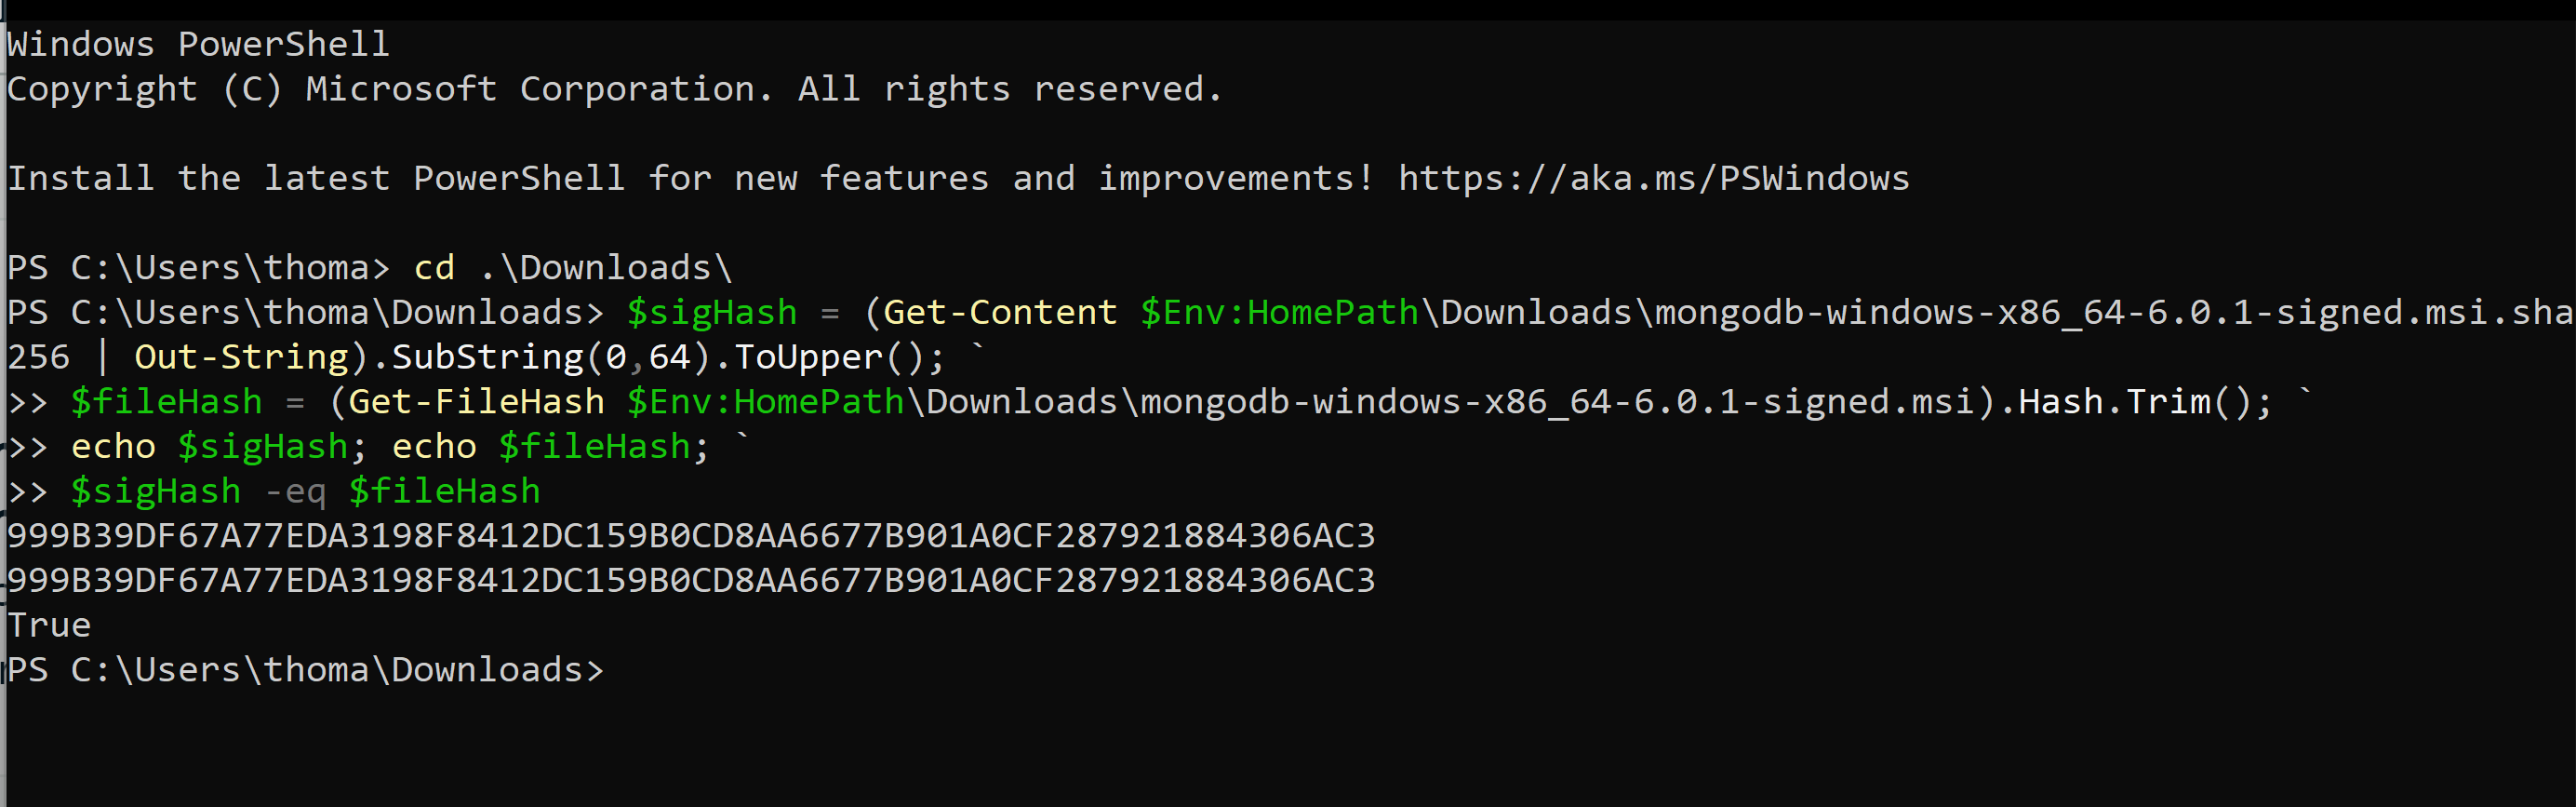 Windows PowerShell
Copyright (C) Microsoft Corporation. All rights reserved.
Install the latest PowerShell for new features and improvements! https://aka.ms/PSWindows
PS C:\Users\thoma> cd .\Downloads\
PS C:\Users\thoma\Downloads> $sigHash = (Get-Content $Env:HomePath\Downloads\mongodb-windows-x86_64-6.0.1-signed.msi.sha
256 | Out-String).SubString(0,64).ToUpper(); `
>> $fileHash = (Get-FileHash $Env:HomePath\Downloads\mongodb-windows-x86_64-6.0.1-signed.msi).Hash.Trim(); `
>> echo $sigHash; echo $fileHash; `
>> $sigHash -eq $fileHash
999B39DF67A77EDA3198F8412DC159B0CD8AA6677B901A0CF287921884306AC3
999B39DF67A77EDA3198F8412DC159B0CD8AA6677B901A0CF287921884306AC3
True
PS C:\Users\thoma\Downloads>